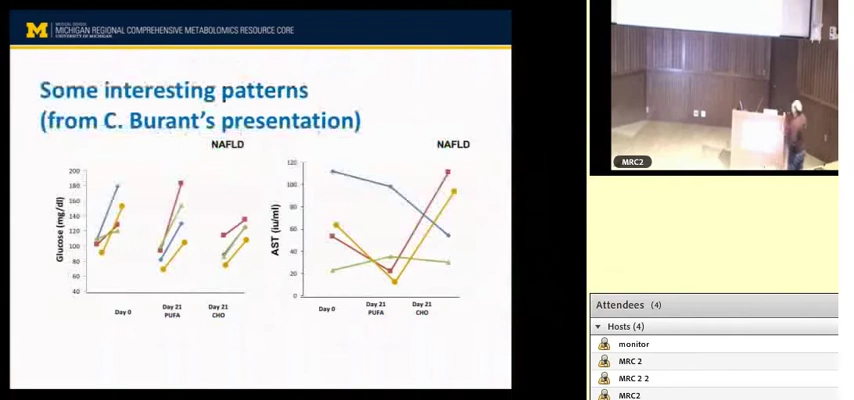 MEDICAL SCHOOL
MICHIGAN REGIONAL COMPREHENSIVE METABOLOMICS RESOURCE CORE
UNIVERSITY OF MICHIGAN
Some interesting patterns
(from C. Burant's presentation)
NAFLD
Glucose (mg/dl)
200
180
160
140
120
100
80
60
40
Day 0
Day 21
PUFA
Day 21
CHO
NAFLD
AST (iu/ml)
120
100
80
60
40
20
0
Day 0
Day 21
PUFA
Day 21
CHO
MRC2
Attendees (4)
Hosts (4)
monitor
MRC 2
MRC 2 2
MRC2